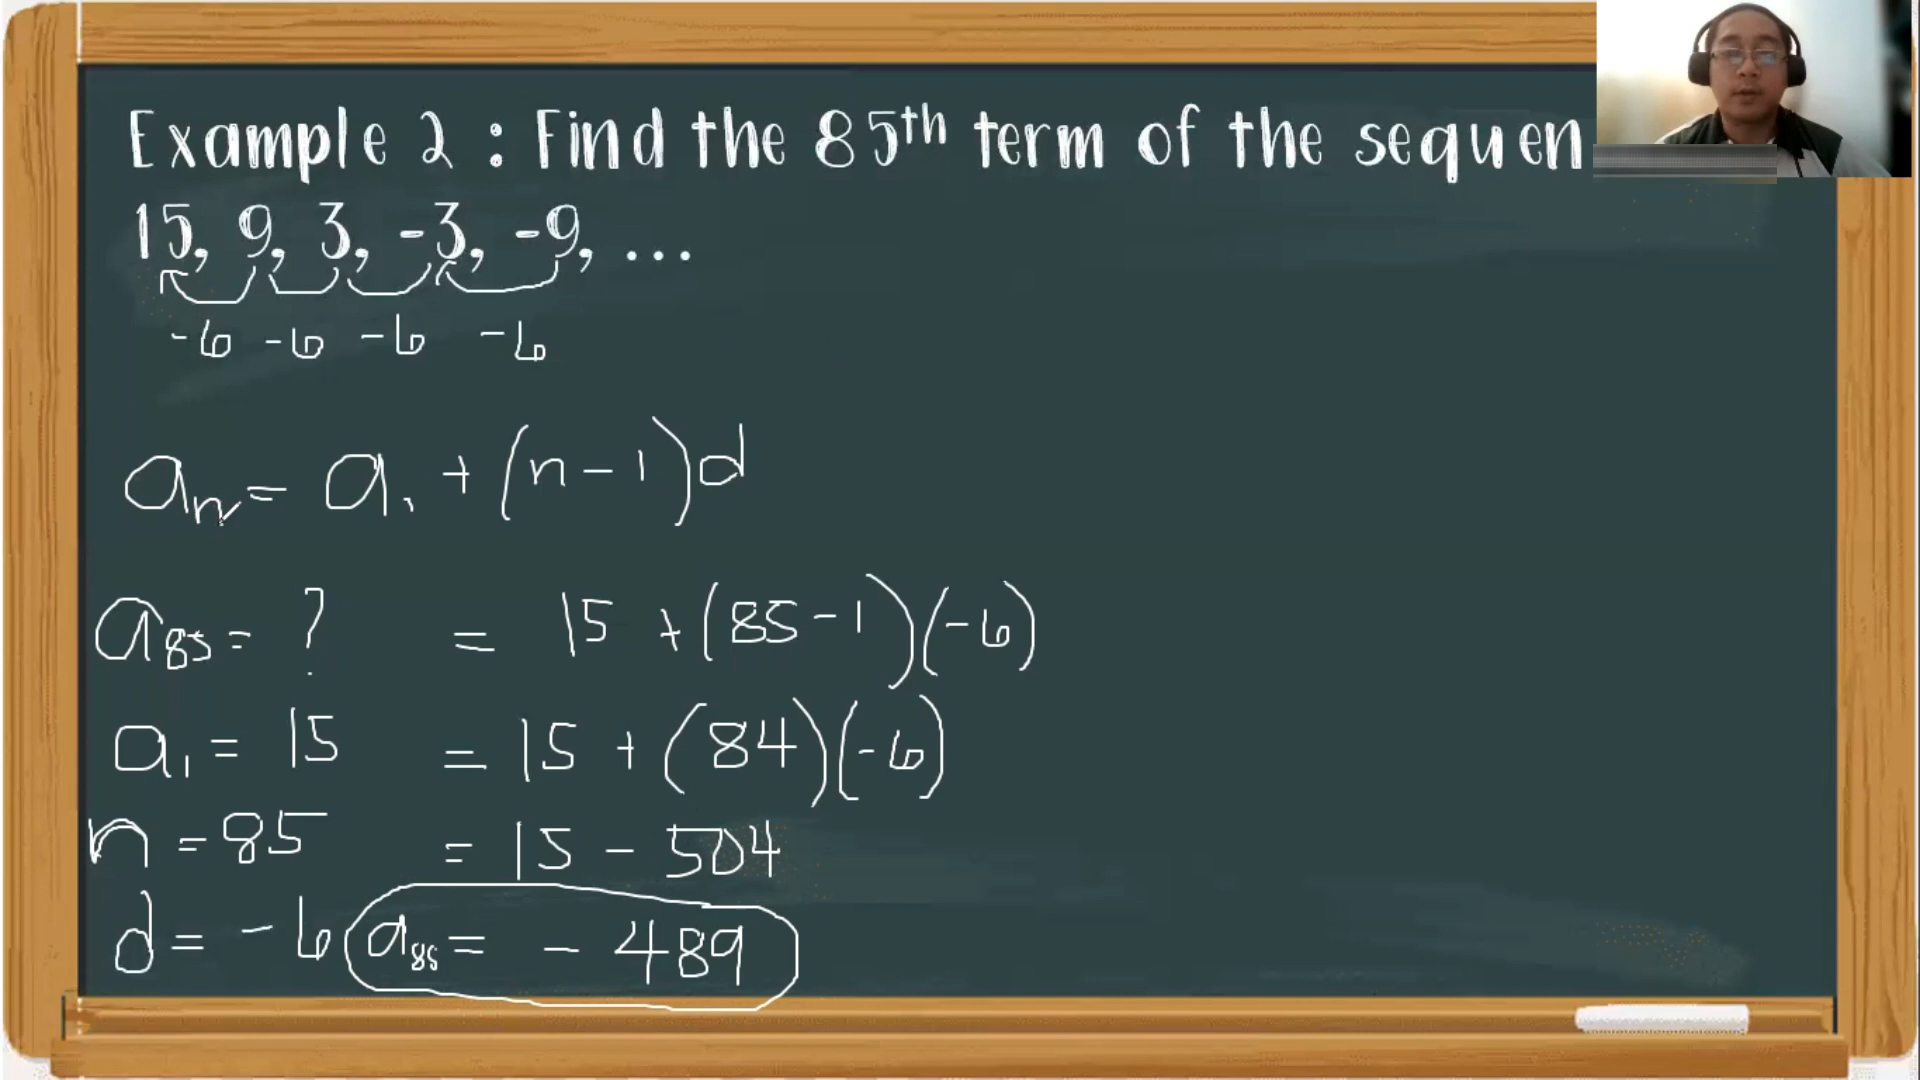 Example 2 : Find the 85th term of the sequen
15, 9, 3, -3, -9, ...
-6 -6 -6 -6
aₙ = a₁ + (n - 1)d
a₈₅ = ? = 15 + (85 - 1)(-6)
a₁ = 15 = 15 + (84)(-6)
n = 85 = 15 - 504
d = -6 a₈₅ = - 489